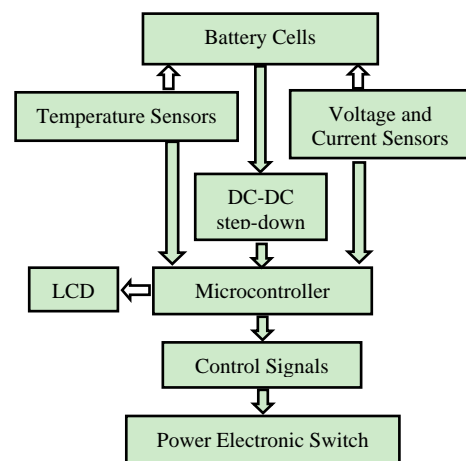 Battery Cells
Temperature Sensors
Voltage and
Current Sensors
DC-DC
step-down
LCD
Microcontroller
Control Signals
Power Electronic Switch